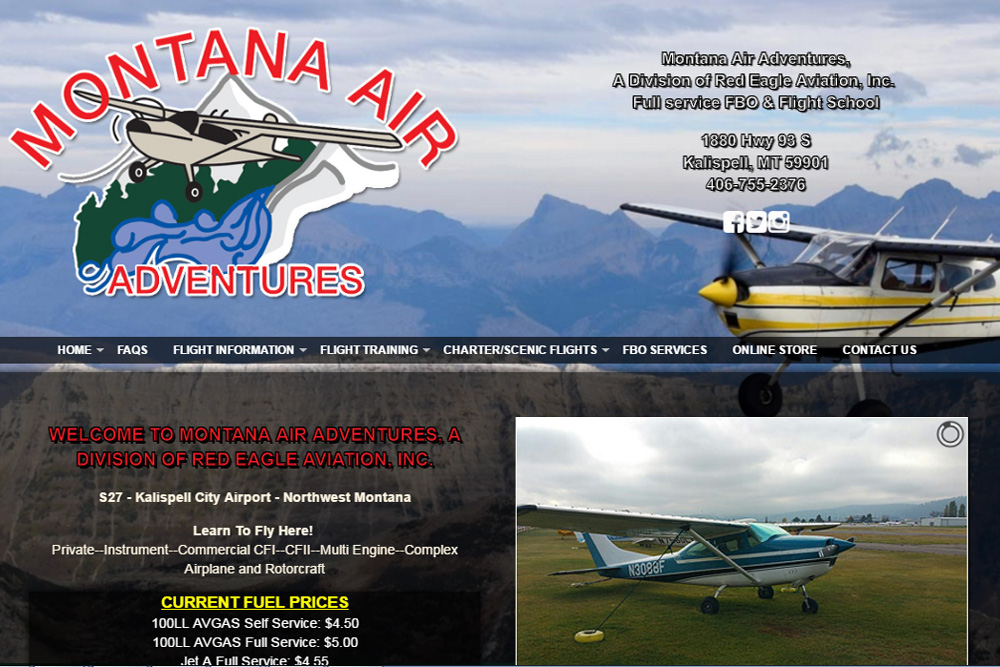 MONTANA AIR
ADVENTURES
Montana Air Adventures,
A Division of Red Eagle Aviation, Inc.
Full service FBO & Flight School
1880 Hwy 93 S
Kalispell, MT 59901
406-755-2376
HOME FAQS FLIGHT INFORMATION FLIGHT TRAINING CHARTER/SCENIC FLIGHTS FBO SERVICES ONLINE STORE CONTACT US
WELCOME TO MONTANA AIR ADVENTURES, A
DIVISION OF RED EAGLE AVIATION, INC.
S27 - Kalispell City Airport - Northwest Montana
Learn To Fly Here!
Private--Instrument--Commercial CFI--CFII--Multi Engine--Complex
Airplane and Rotorcraft
CURRENT FUEL PRICES
100LL AVGAS Self Service: $4.50
100LL AVGAS Full Service: $5.00
Jet A Full Service: $4.55
N3088F